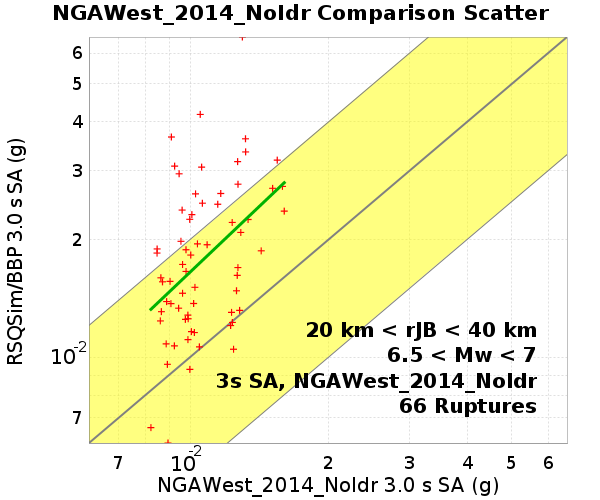 NGAWest_2014_NoIdr Comparison Scatter
RSQSim/BBP 3.0 s SA (g)
6
5
4
3
2
10-2
7
20 km < rJB < 40 km
6.5 < Mw < 7
3s SA, NGAWest_2014_NoIdr
66 Ruptures
7 10-2 2 3 4 5 6
NGAWest_2014_NoIdr 3.0 s SA (g)